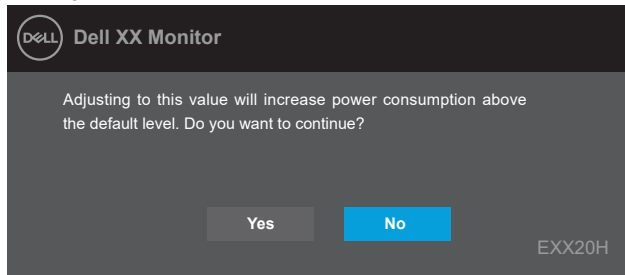 DELL Dell XX Monitor
Adjusting to this value will increase power consumption above
the default level. Do you want to continue?
Yes No
EXX20H